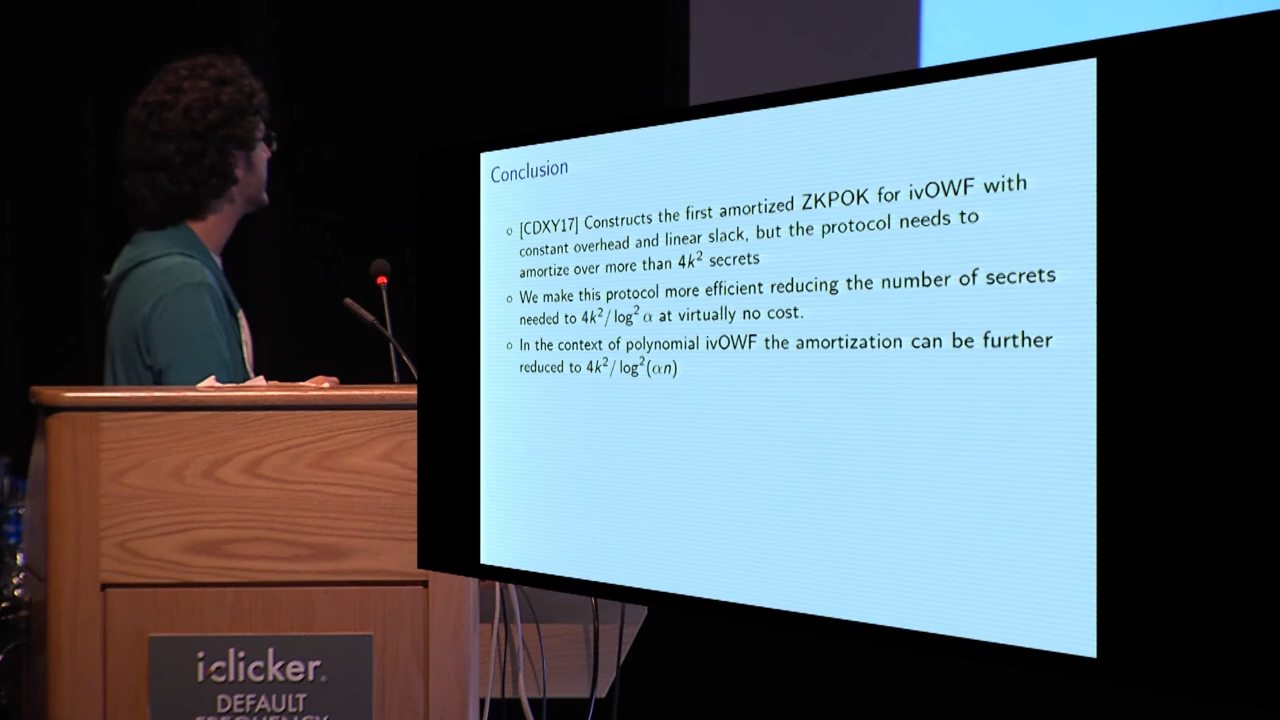 Conclusion
◦ [CDXY17] Constructs the first amortized ZKPOK for ivOWF with
constant overhead and linear slack, but the protocol needs to
amortize over more than 4k² secrets
◦ We make this protocol more efficient reducing the number of secrets
needed to 4k²/log² α at virtually no cost.
◦ In the context of polynomial ivOWF the amortization can be further
reduced to 4k²/log²(αn)
iclicker.
DEFAULT
FREQUENCY